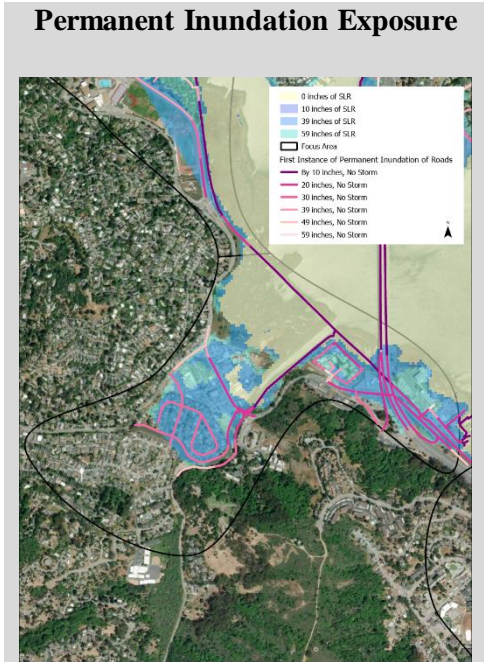 Permanent Inundation Exposure
0 inches of SLR
10 inches of SLR
39 inches of SLR
59 inches of SLR
Focus Area
First Instance of Permanent Inundation of Roads
By 10 inches, No Storm
20 inches, No Storm
30 inches, No Storm
39 inches, No Storm
49 inches, No Storm
59 inches, No Storm